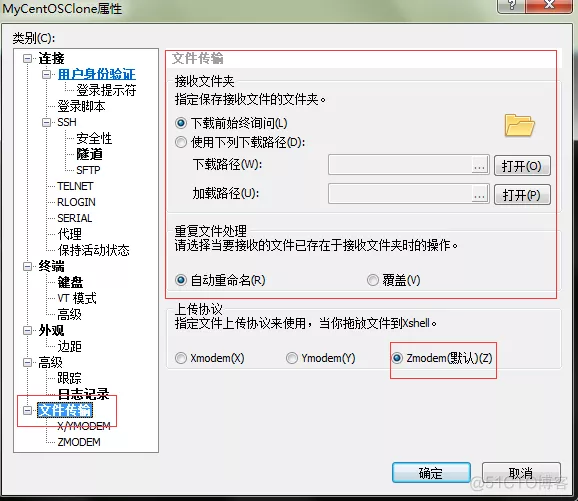 MyCentOSClone属性
类别(C):
连接
用户身份验证
登录提示符
登录脚本
SSH
安全性
隧道
SFTP
TELNET
RLOGIN
SERIAL
代理
保持活动状态
终端
键盘
VT 模式
高级
外观
边距
高级
跟踪
日志记录
文件传输
X/YMODEM
ZMODEM
文件传输
接收文件夹
指定保存接收文件的文件夹。
下载前始终询问(L)
使用下列下载路径(D):
下载路径(W): ... 打开(O)
加载路径(U): ... 打开(P)
重复文件处理
请选择当要接收的文件已存在于接收文件夹时的操作。
自动重命名(R) 覆盖(V)
上传协议
指定文件上传协议来使用，当你拖放文件到Xshell。
Xmodem(X) Ymodem(Y) Zmodem(默认)(Z)
确定 取消
@51CTO博客